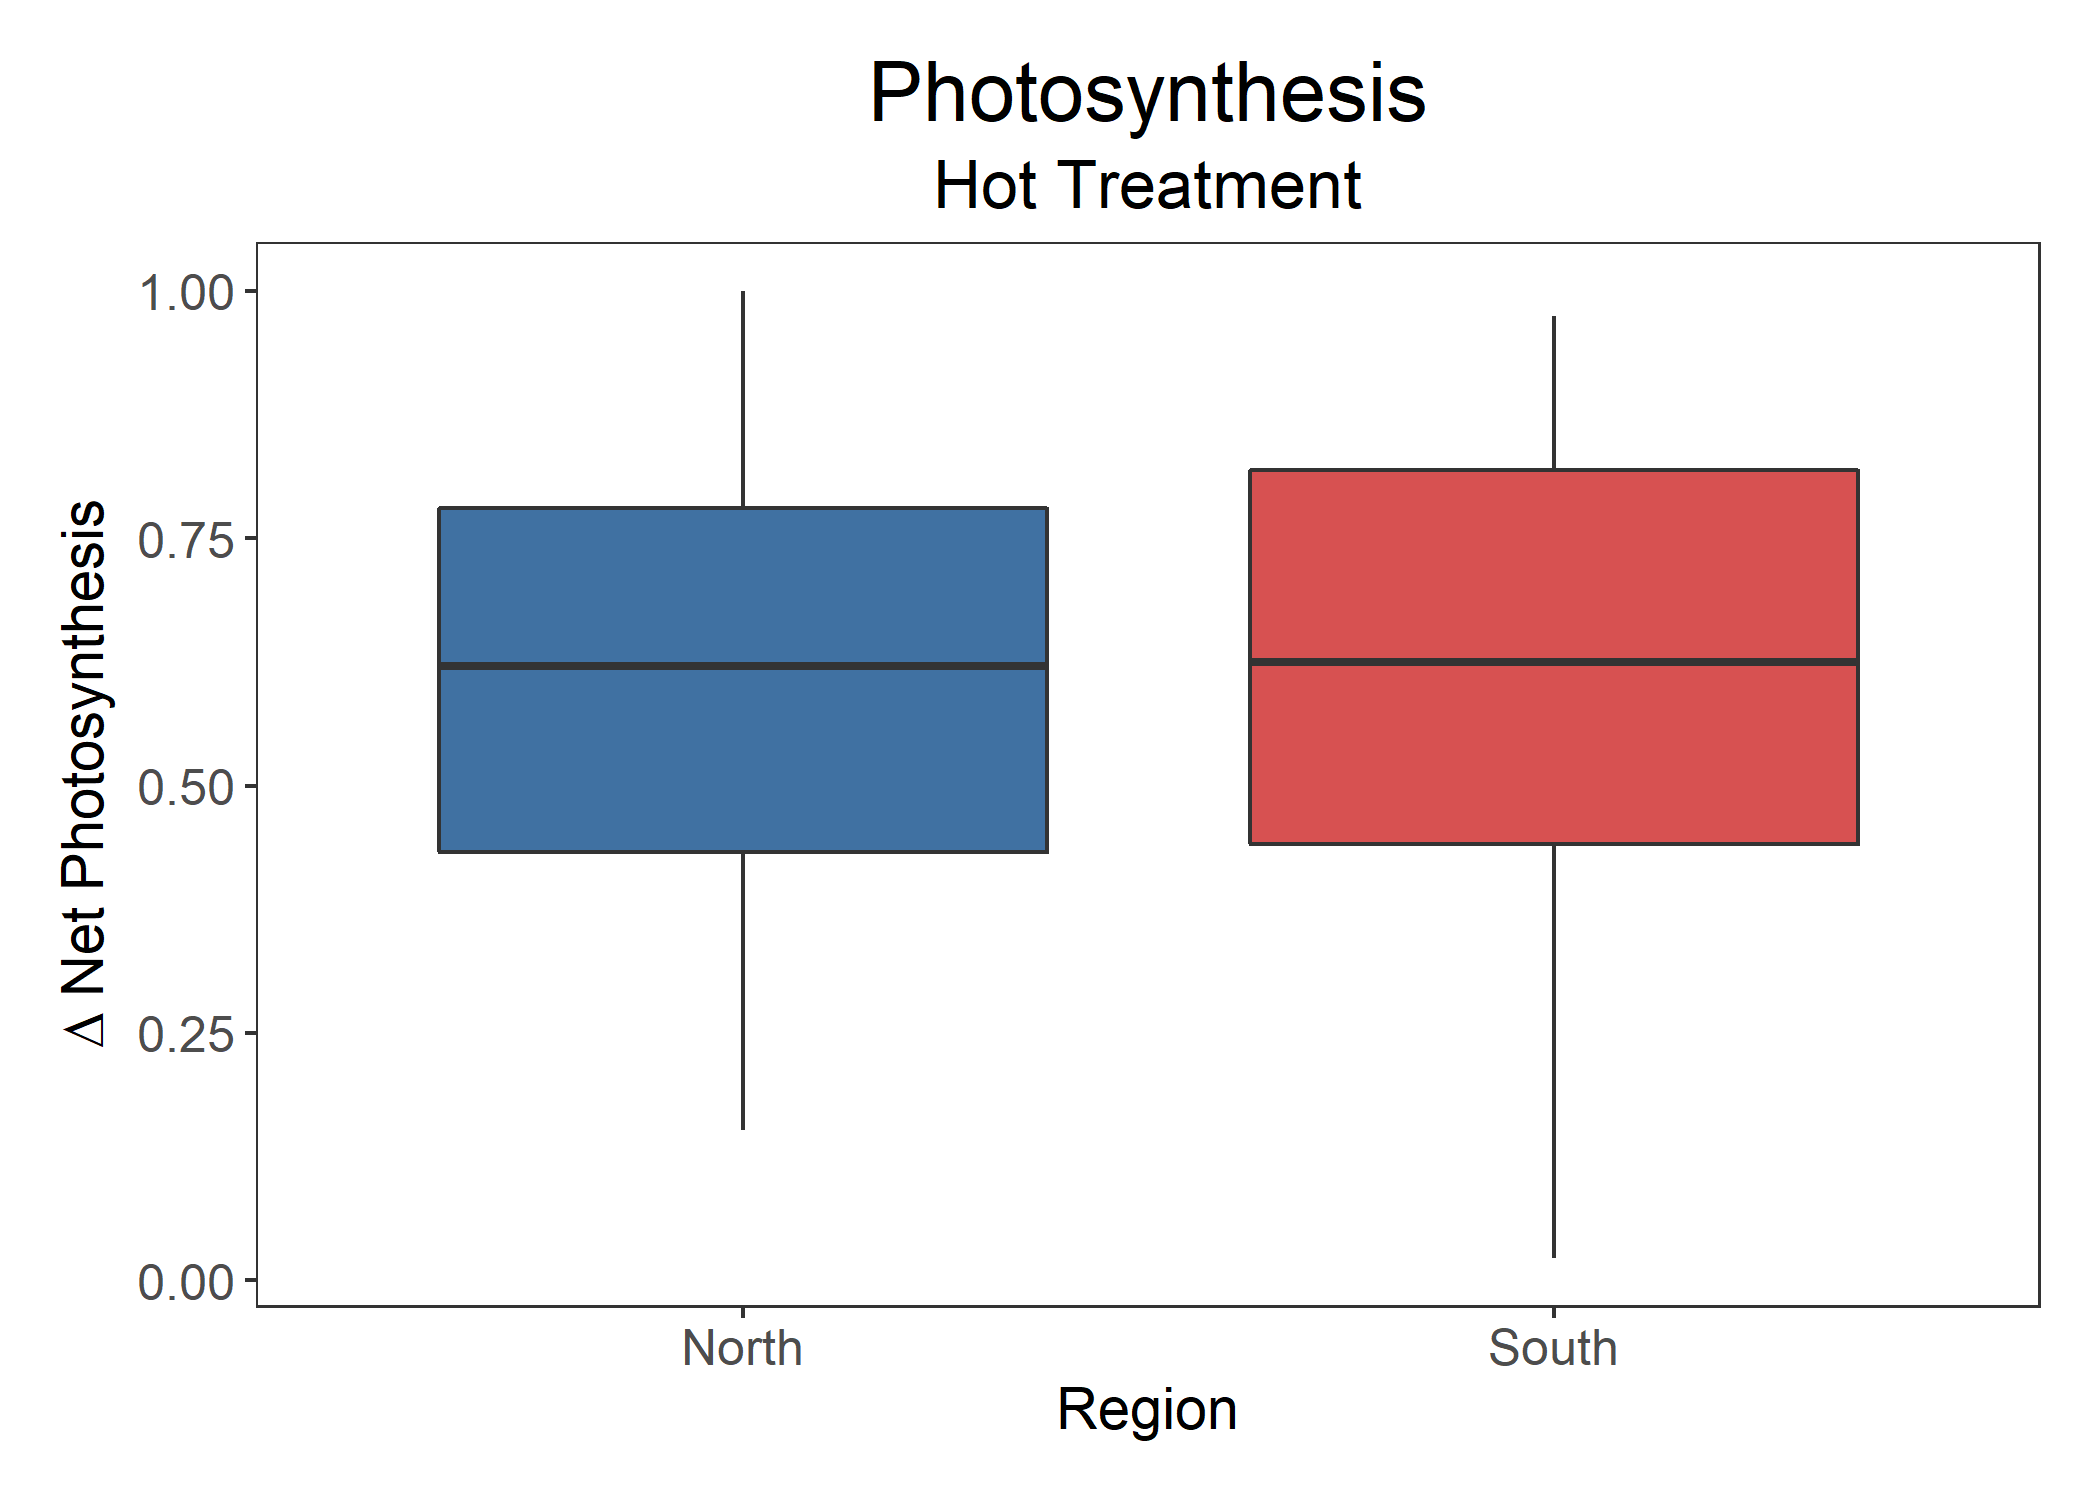 Photosynthesis
Hot Treatment
Δ Net Photosynthesis
1.00
0.75
0.50
0.25
0.00
North South
Region